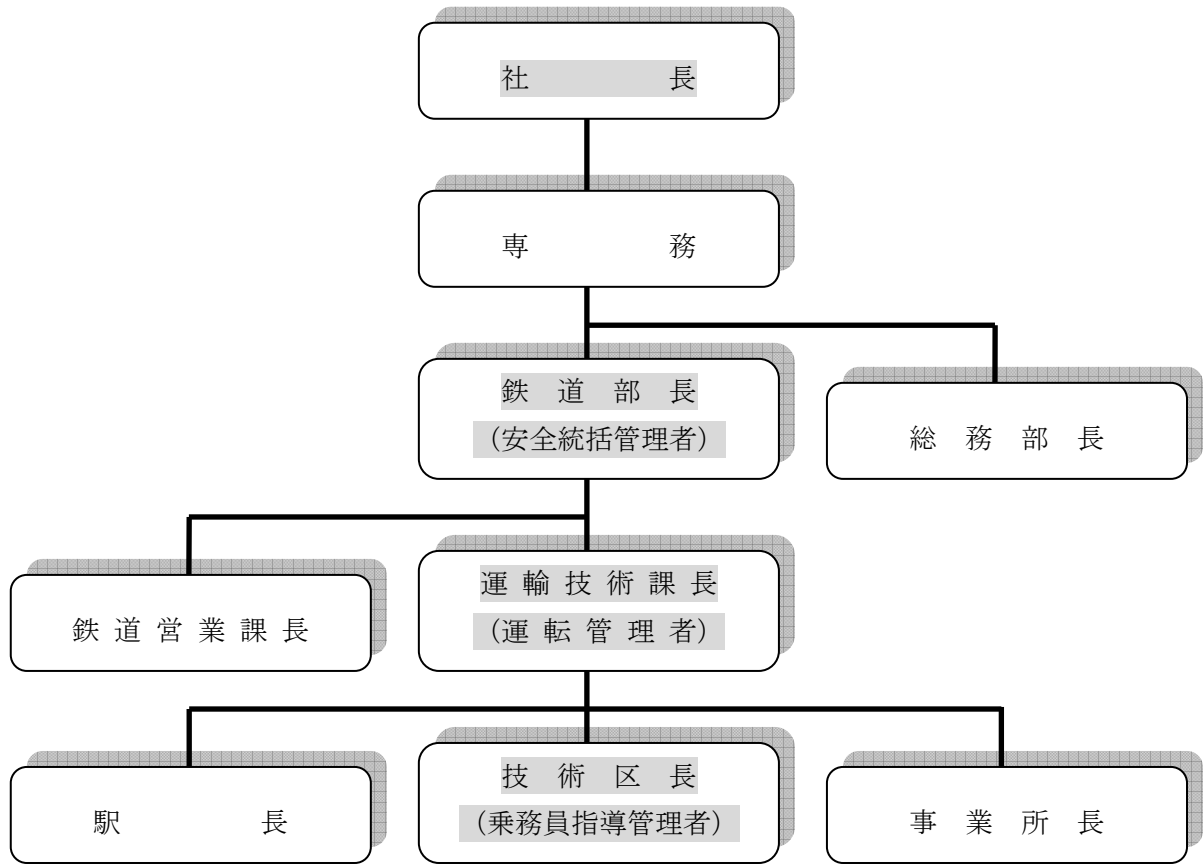 社長
専務
鉄道部長
（安全統括管理者）
総務部長
鉄道営業課長
運輸技術課長
（運転管理者）
駅長
技術区長
（乗務員指導管理者）
事業所長